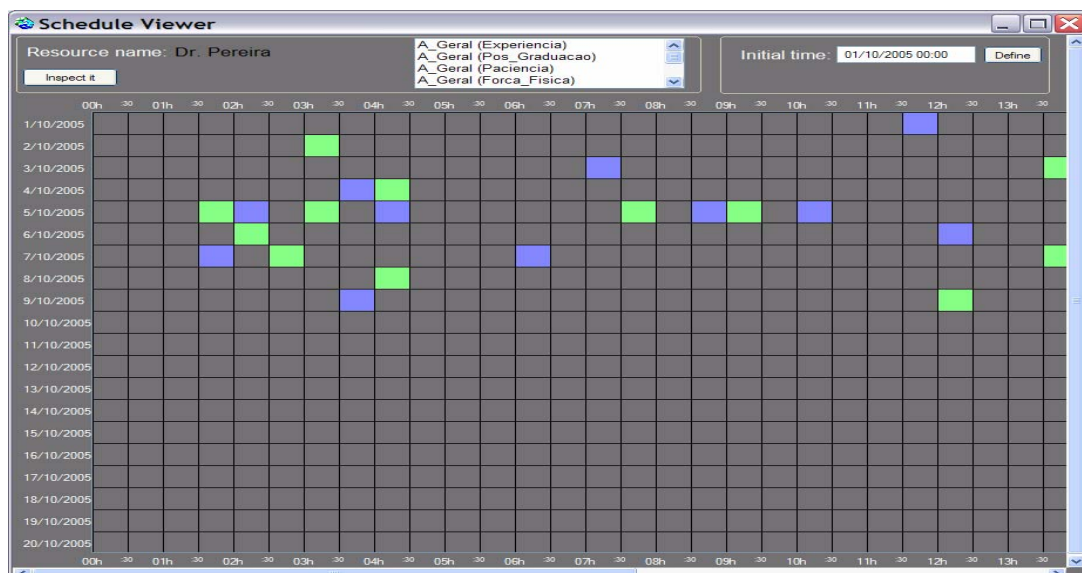 Schedule Viewer
Resource name: Dr. Pereira
A_Geral (Experiencia)
A_Geral (Pos_Graduacao)
A_Geral (Paciencia)
A_Geral (Forca_Fisica)
Inspect it
Initial time: 01/10/2005 00:00 Define
00h :30 01h :30 02h :30 03h :30 04h :30 05h :30 06h :30 07h :30 08h :30 09h :30 10h :30 11h :30 12h :30 13h :30
1/10/2005
2/10/2005
3/10/2005
4/10/2005
5/10/2005
6/10/2005
7/10/2005
8/10/2005
9/10/2005
10/10/2005
11/10/2005
12/10/2005
13/10/2005
14/10/2005
15/10/2005
16/10/2005
17/10/2005
18/10/2005
19/10/2005
20/10/2005
00h :30 01h :30 02h :30 03h :30 04h :30 05h :30 06h :30 07h :30 08h :30 09h :30 10h :30 11h :30 12h :30 13h :30